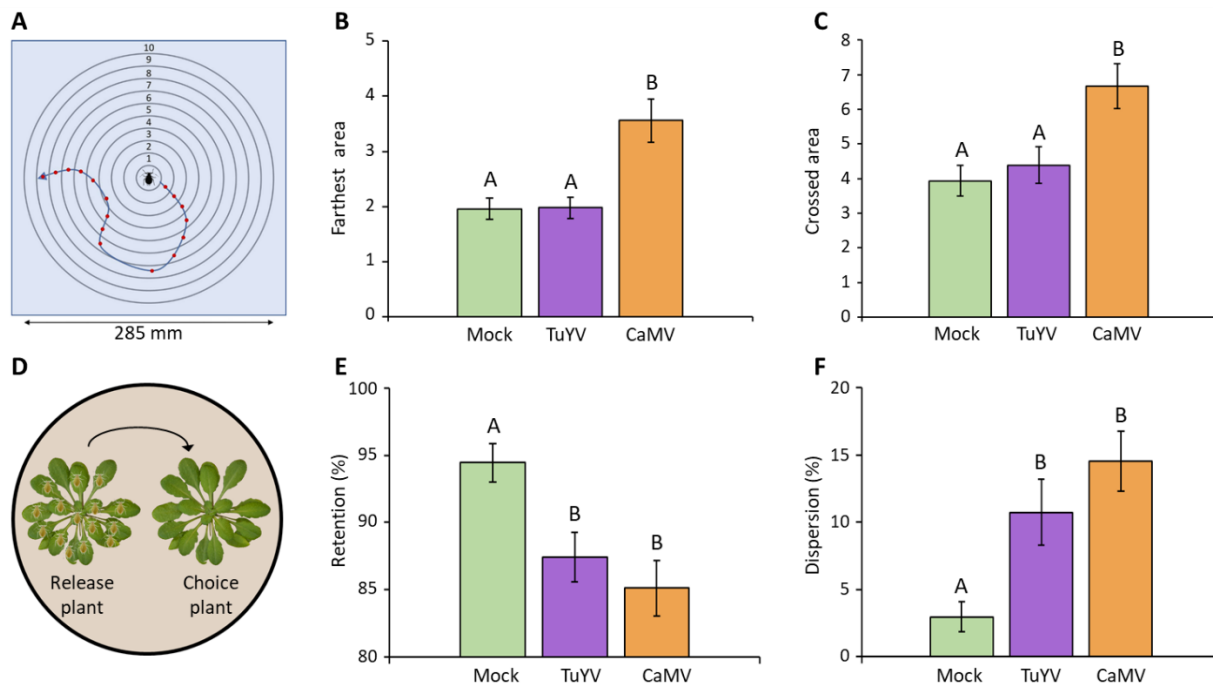 A
10
9
8
7
6
5
4
3
2
1
285 mm
B
Farthest area
5
4
3
2
1
0
A
A
B
Mock
TuYV
CaMV
C
Crossed area
8
7
6
5
4
3
2
1
0
A
A
B
Mock
TuYV
CaMV
D
Release
plant
Choice
plant
E
Retention (%)
100
95
90
85
80
A
B
B
Mock
TuYV
CaMV
F
Dispersion (%)
20
15
10
5
0
A
B
B
Mock
TuYV
CaMV